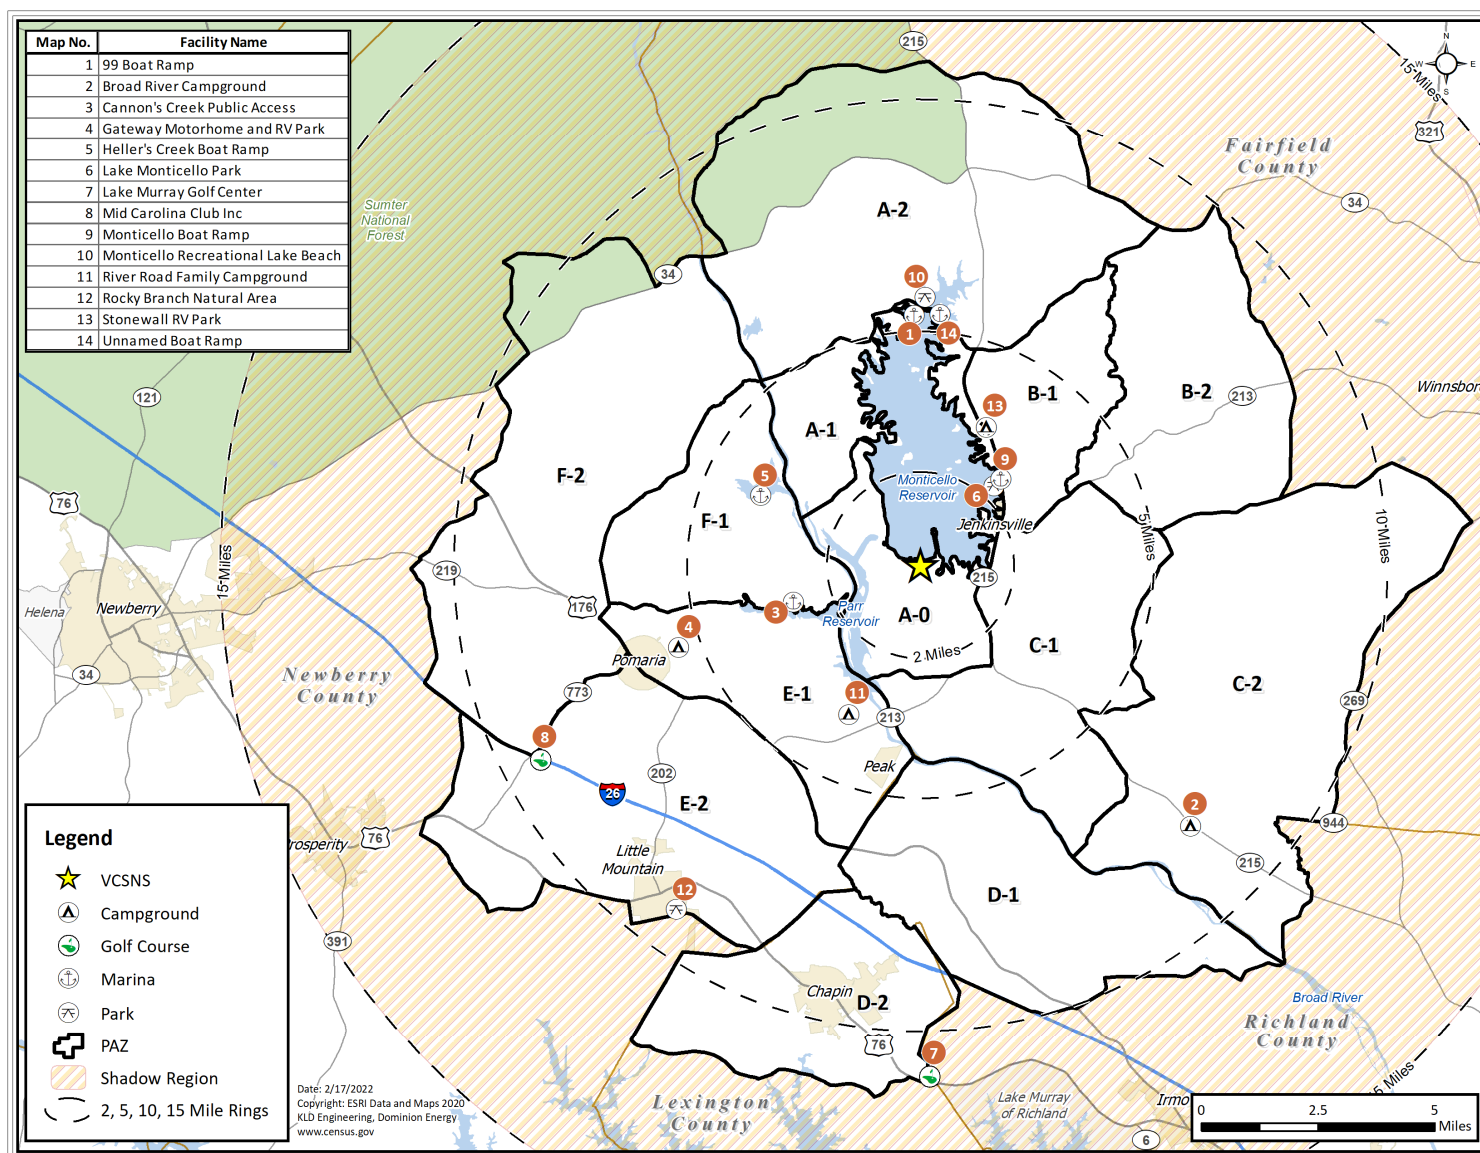 Map No. Facility Name
1 99 Boat Ramp
2 Broad River Campground
3 Cannon's Creek Public Access
4 Gateway Motorhome and RV Park
5 Heller's Creek Boat Ramp
6 Lake Monticello Park
7 Lake Murray Golf Center
8 Mid Carolina Club Inc
9 Monticello Boat Ramp
10 Monticello Recreational Lake Beach
11 River Road Family Campground
12 Rocky Branch Natural Area
13 Stonewall RV Park
14 Unnamed Boat Ramp
215
N
W E
S
15 Miles
321
Fairfield
County
34
Sumter
National
Forest
A-2
34
10
1
14
121
B-1
B-2
213
Winnsbor
13
A-1
F-2
5
9
Monticello
Reservoir
6
76
F-1
Jenkinsville
5 Miles
10 Miles
15 Miles
219
215
176
Helena
Newberry
3
Parr
Reservoir
A-0
4
2 Miles
C-1
Pomaria
34
Newberry
County
773
E-1
11
213
C-2
269
8
Peak
202
26
E-2
2
944
76
Prosperity
Little
Mountain
215
12
D-1
391
Chapin
D-2
Broad River
Richland
County
76
7
15 Miles
Lexington
County
Lake Murray
of Richland
Irmo
6
Legend
VCSNS
Campground
Golf Course
Marina
Park
PAZ
Shadow Region
2, 5, 10, 15 Mile Rings
Date: 2/17/2022
Copyright: ESRI Data and Maps 2020
KLD Engineering, Dominion Energy
www.census.gov
0 2.5 5
Miles